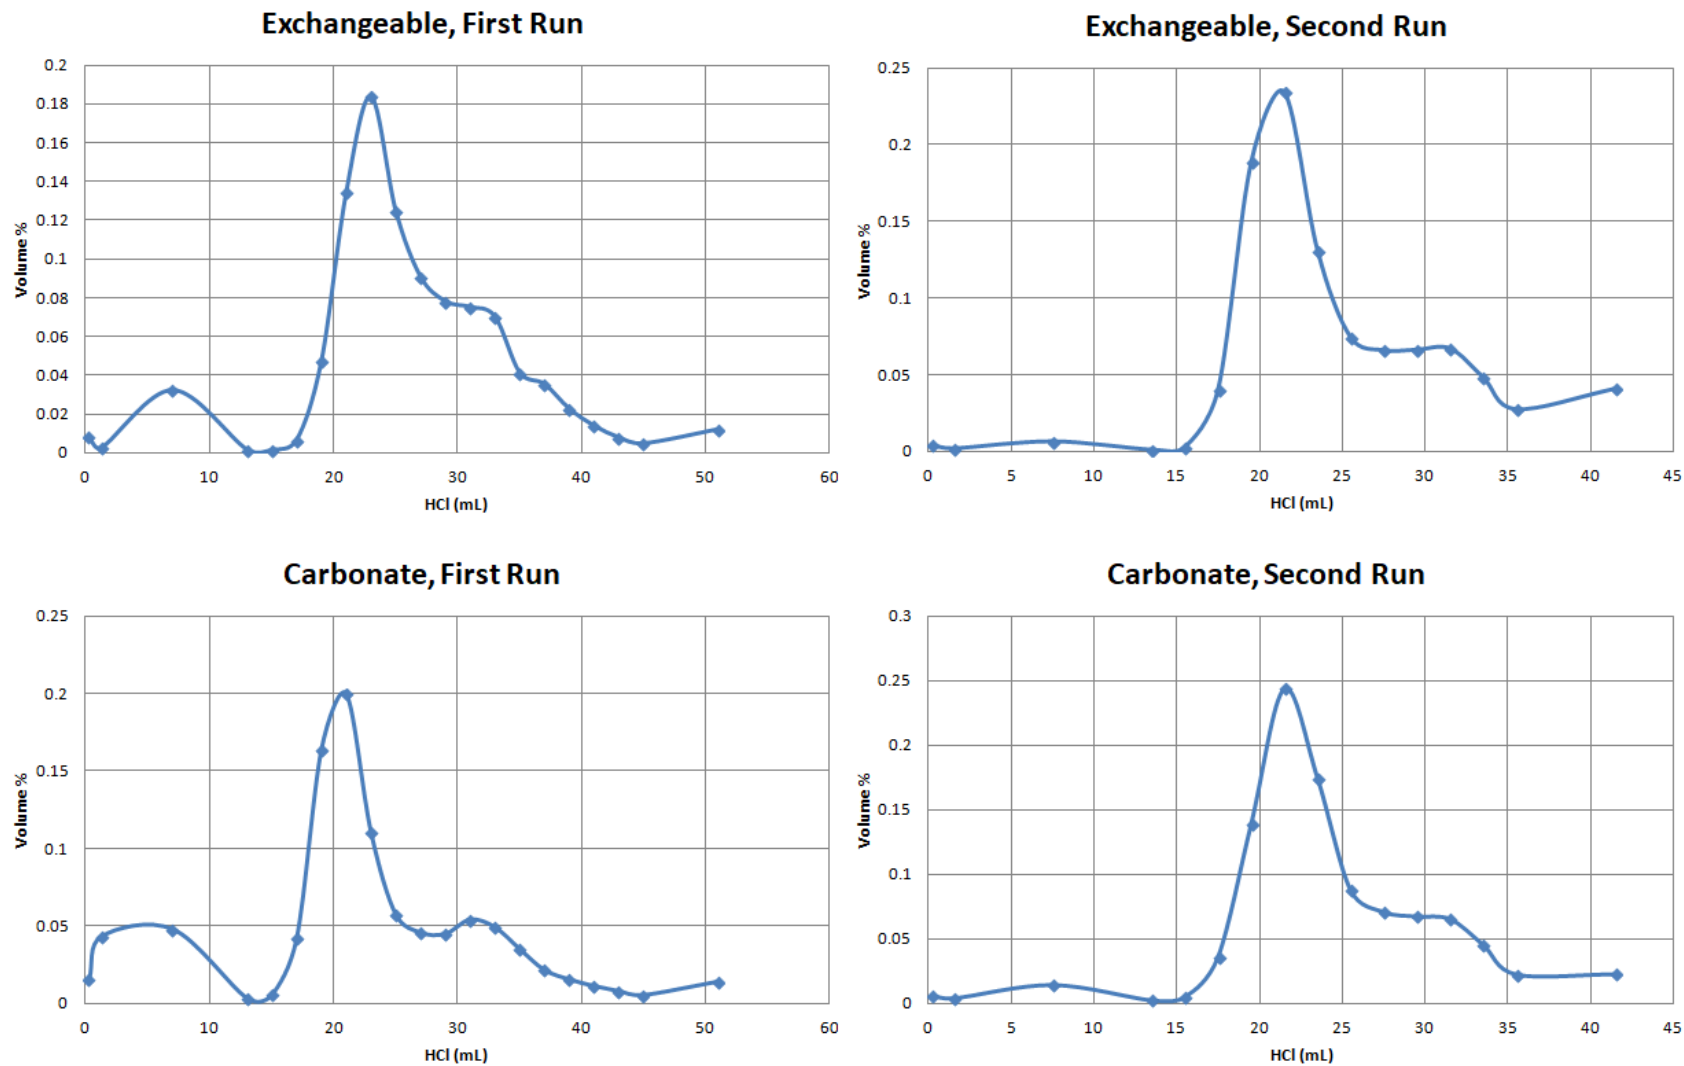 Exchangeable, First Run
0.2
0.18
0.16
0.14
0.12
0.1
0.08
0.06
0.04
0.02
0
Volume %
0 10 20 30 40 50 60
HCl (mL)
Exchangeable, Second Run
0.25
0.2
0.15
0.1
0.05
0
Volume %
0 5 10 15 20 25 30 35 40 45
HCl (mL)
Carbonate, First Run
0.25
0.2
0.15
0.1
0.05
0
Volume %
0 10 20 30 40 50 60
HCl (mL)
Carbonate, Second Run
0.3
0.25
0.2
0.15
0.1
0.05
0
Volume %
0 5 10 15 20 25 30 35 40 45
HCl (mL)